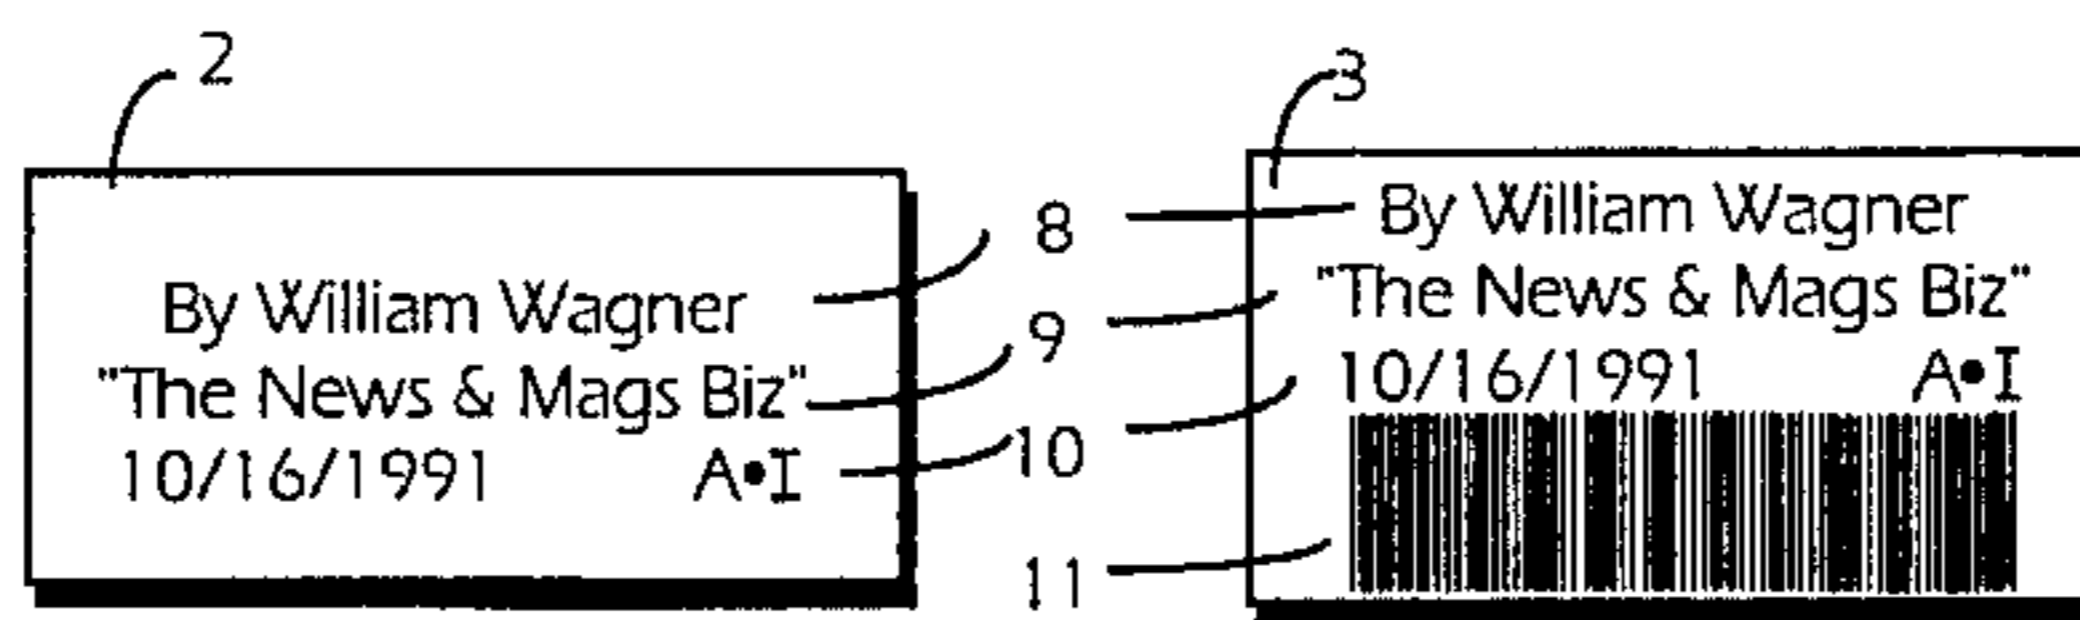 2
By William Wagner
"The News & Mags Biz"
10/16/1991 A•I
8
9
10
11
3
By William Wagner
"The News & Mags Biz"
10/16/1991 A•I